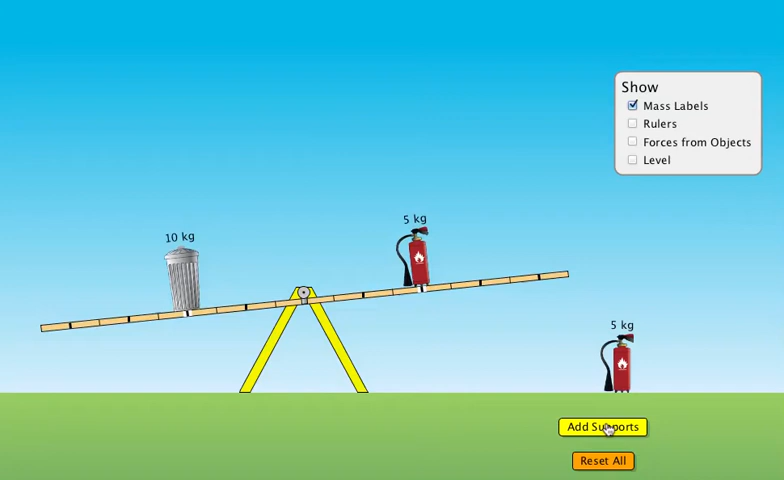 Show
Mass Labels
Rulers
Forces from Objects
Level
10 kg
5 kg
5 kg
Add Supports
Reset All